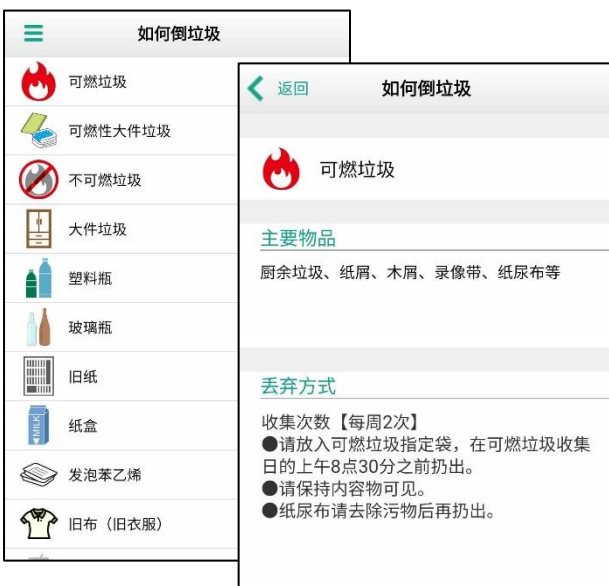 如何倒垃圾
可燃垃圾
可燃性大件垃圾
不可燃垃圾
大件垃圾
塑料瓶
玻璃瓶
旧纸
MILK
纸盒
发泡苯乙烯
旧布（旧衣服）
返回
如何倒垃圾
可燃垃圾
主要物品
厨余垃圾、纸屑、木屑、录像带、纸尿布等
丢弃方式
收集次数【每周2次】
●请放入可燃垃圾指定袋，在可燃垃圾收集
日的上午8点30分之前扔出。
●请保持内容物可见。
●纸尿布请去除污物后再扔出。